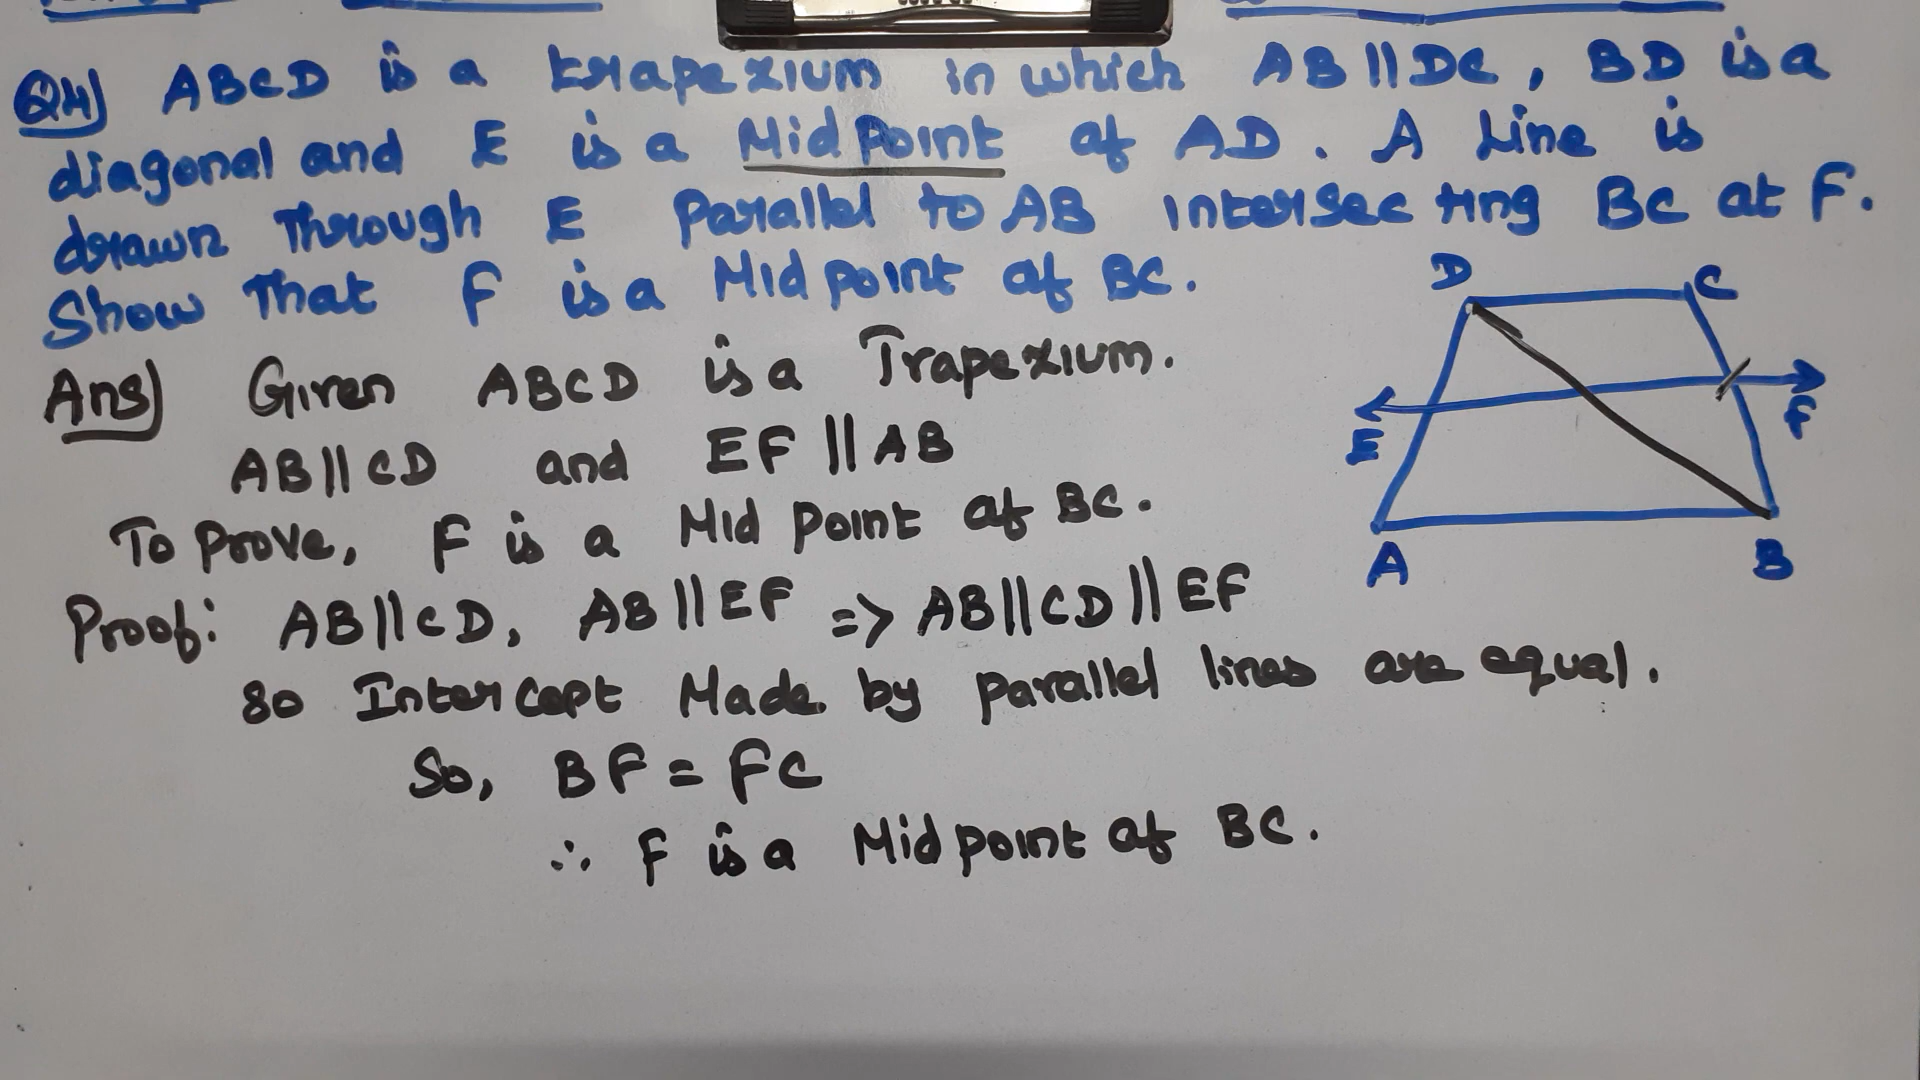 Q4) ABCD is a trapezium in which AB || DC, BD is a
diagonal and E is a Mid Point of AD. A Line is
drawn Through E Parallel to AB intersecting BC at F.
Show That F is a Mid point of BC.
D
C
E
F
A
B
Ans) Given ABCD is a Trapezium.
AB || CD and EF || AB
To Prove, F is a Mid Point of BC.
Proof: AB || CD, AB || EF => AB || CD || EF
So Intercept Made by parallel lines are equal.
So, BF = FC
∴ F is a Mid point of BC.